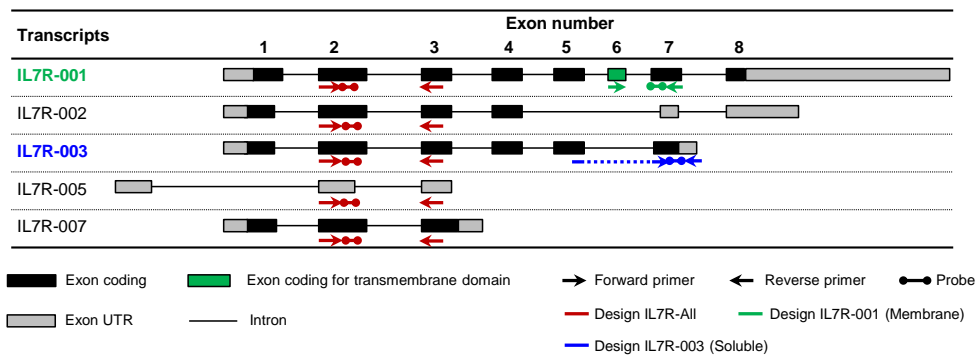 Transcripts
Exon number
1 2 3 4 5 6 7 8
IL7R-001
IL7R-002
IL7R-003
IL7R-005
IL7R-007
Exon coding
Exon coding for transmembrane domain
Forward primer
Reverse primer
Probe
Exon UTR
Intron
Design IL7R-All
Design IL7R-001 (Membrane)
Design IL7R-003 (Soluble)